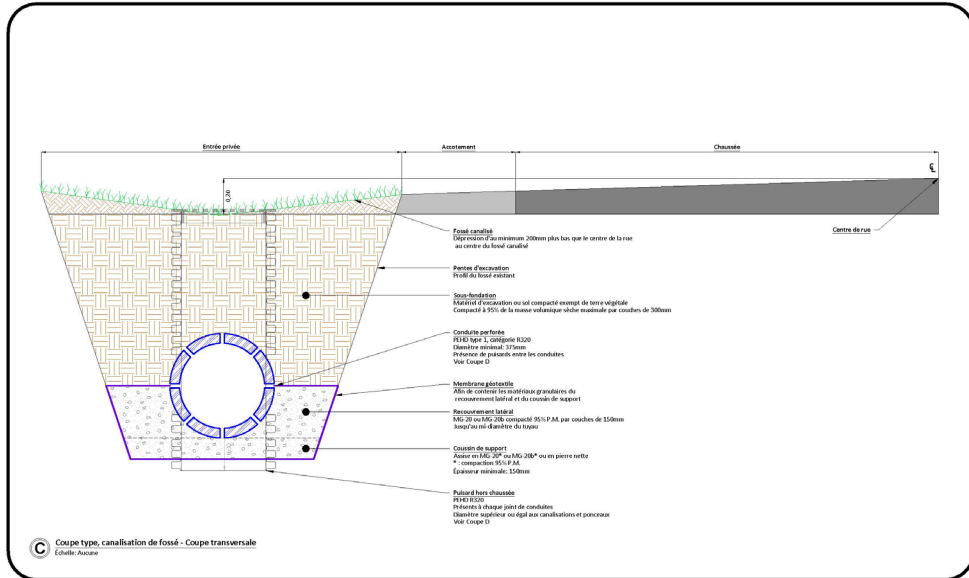 Entrée privée
Accotement
Chaussée
0,20
Centre de rue
Fossé canalisé
Dépression d'au minimum 200mm plus bas que le centre de la rue
au centre du fossé canalisé
Pentes d'excavation
Profil du fossé existant
Sous-fondation
Matériel d'excavation ou sol compacté exempt de terre végétale
Compacté à 95% de la masse volumique sèche maximale par couches de 300mm
Conduite perforée
PEHD type 1, catégorie R320
Diamètre minimal: 375mm
Présence de puisards entre les conduites
Voir Coupe D
Membrane géotextile
Afin de contenir les matériaux granulaires du
recouvrement latéral et du coussin de support
Recouvrement latéral
MG-20 ou MG-20b compacté 95% P.M. par couches de 150mm
Jusqu'au mi-diamètre du tuyau
Coussin de support
Assise en MG-20* ou MG-20b* ou en pierre nette
* : compaction 95% P.M.
Épaisseur minimale: 150mm
Puisard hors chaussée
PEHD R320
Présents à chaque joint de conduites
Diamètre supérieur ou égal aux canalisations et ponceaux
Voir Coupe D
C Coupe type, canalisation de fossé - Coupe transversale
Échelle: Aucune